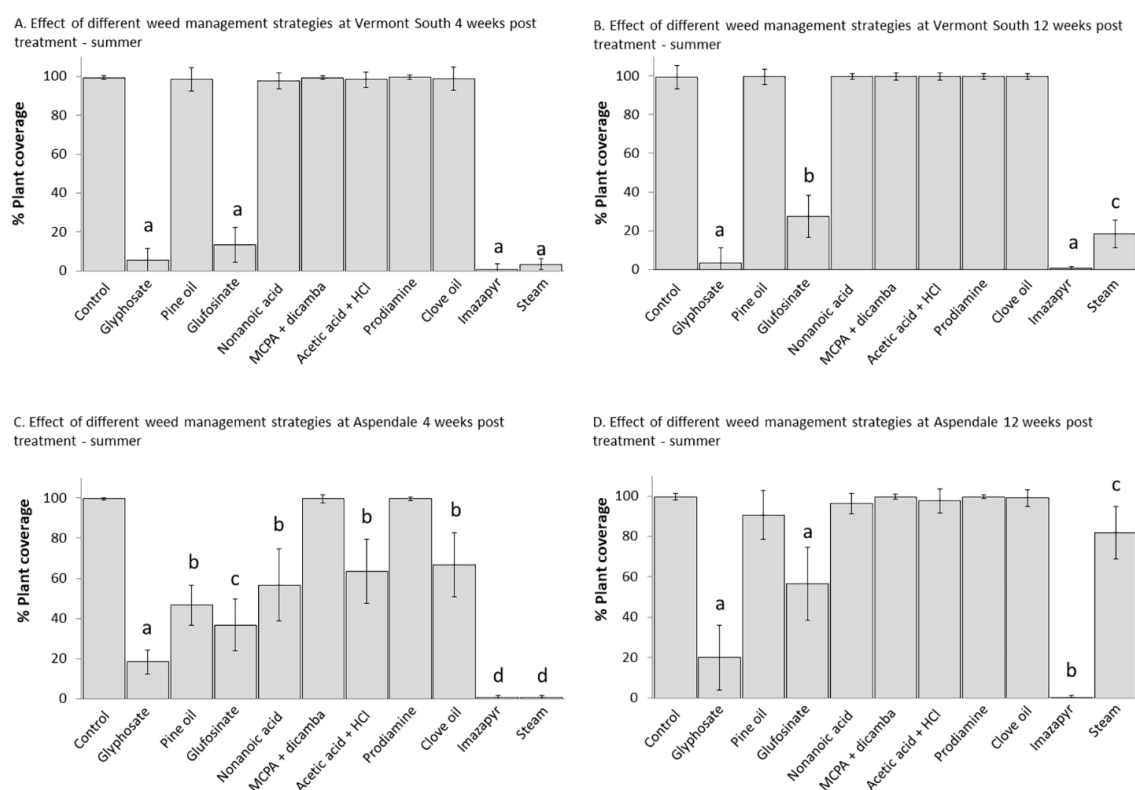 A. Effect of different weed management strategies at Vermont South 4 weeks post
treatment - summer
% Plant coverage
100
80
60
40
20
0
a
a
a
a
Control
Glyphosate
Pine oil
Glufosinate
Nonanoic acid
MCPA + dicamba
Acetic acid + HCl
Prodiamine
Clove oil
Imazapyr
Steam
B. Effect of different weed management strategies at Vermont South 12 weeks post
treatment - summer
% Plant coverage
100
80
60
40
20
0
a
b
a
c
Control
Glyphosate
Pine oil
Glufosinate
Nonanoic acid
MCPA + dicamba
Acetic acid + HCl
Prodiamine
Clove oil
Imazapyr
Steam
C. Effect of different weed management strategies at Aspendale 4 weeks post
treatment - summer
% Plant coverage
100
80
60
40
20
0
a
b
c
b
b
b
d
d
Control
Glyphosate
Pine oil
Glufosinate
Nonanoic acid
MCPA + dicamba
Acetic acid + HCl
Prodiamine
Clove oil
Imazapyr
Steam
D. Effect of different weed management strategies at Aspendale 12 weeks post
treatment - summer
% Plant coverage
100
80
60
40
20
0
a
a
b
c
Control
Glyphosate
Pine oil
Glufosinate
Nonanoic acid
MCPA + dicamba
Acetic acid + HCl
Prodiamine
Clove oil
Imazapyr
Steam